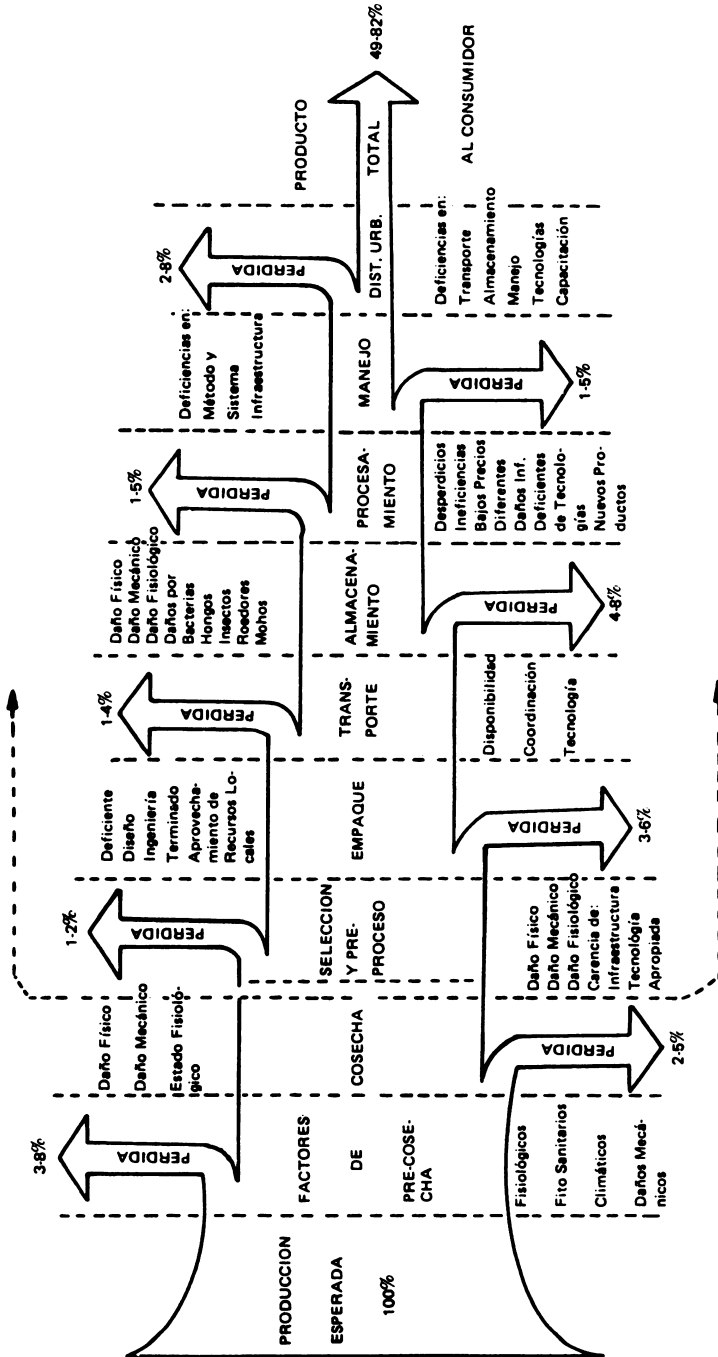 PRODUCCION
ESPERADA
100%
3-8%
PERDIDA
FACTORES
DE
PRE-COSE-
CHA
Fisiológicos
Fito Sanitarios
Climáticos
Daños Mecá-
nicos
Daño Físico
Daño Mecánico
Estado Fisioló-
gico
COSECHA
PERDIDA
2-5%
1-2%
PERDIDA
SELECCION
Y PRE-
PROCESO
Daño Físico
Daño Mecánico
Daño Fisiológico
Carencia de:
Infraestructura
Tecnológía
Apropiada
Deficiente
Diseño
Ingeniería
Terminado
Aprovecha-
miento de
Recursos Lo-
cales
EMPAQUE
PERDIDA
3-6%
1-4%
PERDIDA
TRANS-
PORTE
Disponibilidad
Coordinación
Tecnología
Daño Físico
Daño Mecánico
Daño Fisiológico
Daños por
Bacterias
Hongos
Insectos
Roedores
Mohos
ALMACENA-
MIENTO
PERDIDA
4-8%
1-5%
PERDIDA
PROCESA-
MIENTO
Desperdicios
Ineficiencias
Bajos Precios
Diferentes
Daños Inf.
Deficientes
de Tecnolo-
gías
Nuevos Pro-
ductos
Deficiencias en:
Método y
Sistema
Infraestructura
MANEJO
PERDIDA
1-5%
2-8%
PERDIDA
DIST. URB.
Deficiencias en:
Transporte
Almacenamiento
Manejo
Tecnologías
Capacitación
PRODUCTO
TOTAL
AL CONSUMIDOR
49-82%